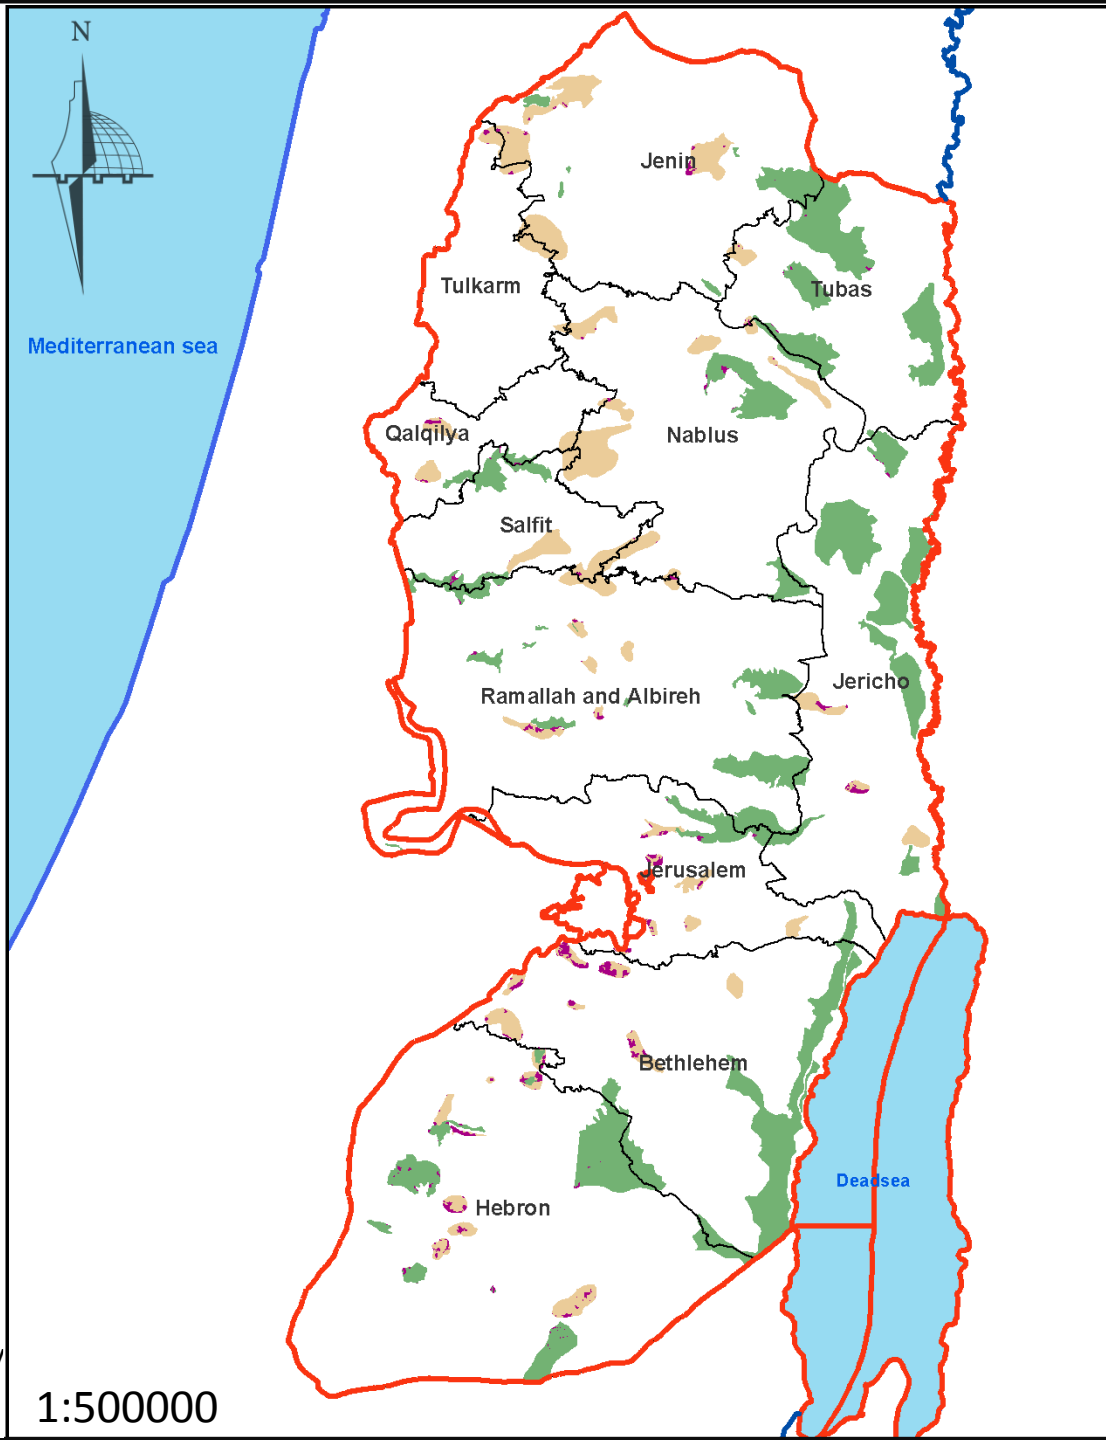 N
Jenin
Tulkarm
Tubas
Mediterranean sea
Qalqilya
Nablus
Salfit
Jericho
Ramallah and Albireh
Jerusalem
Bethlehem
Deadsea
Hebron
1:500000